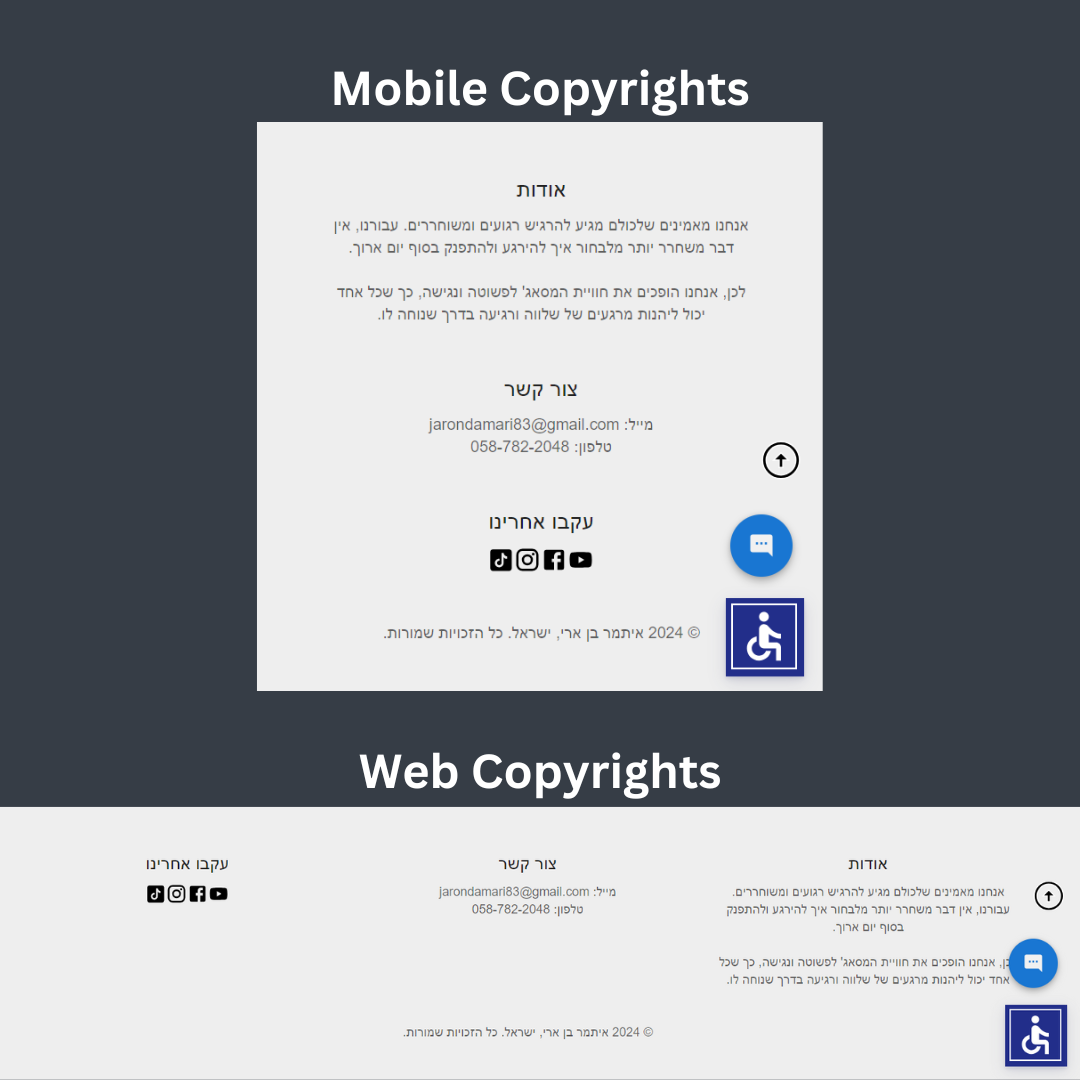 Mobile Copyrights
אודות
אנחנו מאמינים שלכולם מגיע להרגיש רגועים ומשוחררים. עבורנו, אין
דבר משחרר יותר מלבחור איך להירגע ולהתפנק בסוף יום ארוך.
לכן, אנחנו הופכים את חוויית המסאג' לפשוטה ונגישה, כך שכל אחד
יכול ליהנות מרגעים של שלווה ורגיעה בדרך שנוחה לו.
צור קשר
מייל: jarondamari83@gmail.com
טלפון: 058-782-2048
עקבו אחרינו
© 2024 איתמר בן ארי, ישראל. כל הזכויות שמורות.
Web Copyrights
אודות
אנחנו מאמינים שלכולם מגיע להרגיש רגועים ומשוחררים.
עבורנו, אין דבר משחרר יותר מלבחור איך להירגע ולהתפנק
בסוף יום ארוך.
אנחנו הופכים את חוויית המסאג' לפשוטה ונגישה, כך שכל
אחד יכול ליהנות מרגעים של שלווה ורגיעה בדרך שנוחה לו.
צור קשר
מייל: jarondamari83@gmail.com
טלפון: 058-782-2048
עקבו אחרינו
© 2024 איתמר בן ארי, ישראל. כל הזכויות שמורות.